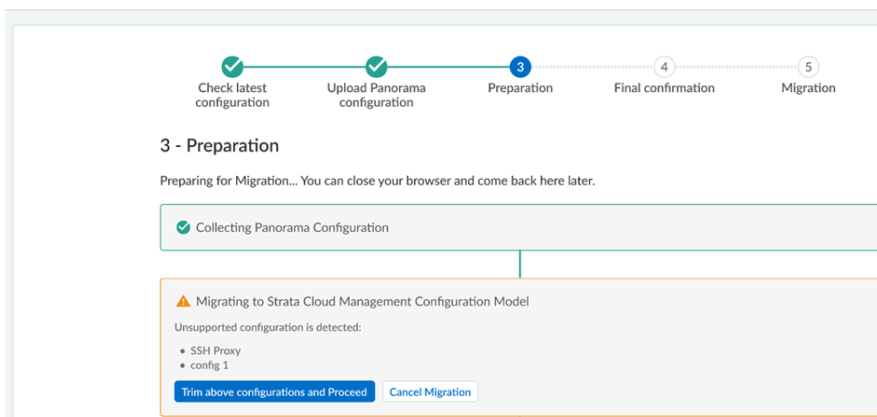 3
4
5
Check latest
configuration
Upload Panorama
configuration
Preparation
Final confirmation
Migration
3 - Preparation
Preparing for Migration... You can close your browser and come back here later.
Collecting Panorama Configuration
Migrating to Strata Cloud Management Configuration Model
Unsupported configuration is detected:
• SSH Proxy
• config 1
Trim above configurations and Proceed
Cancel Migration